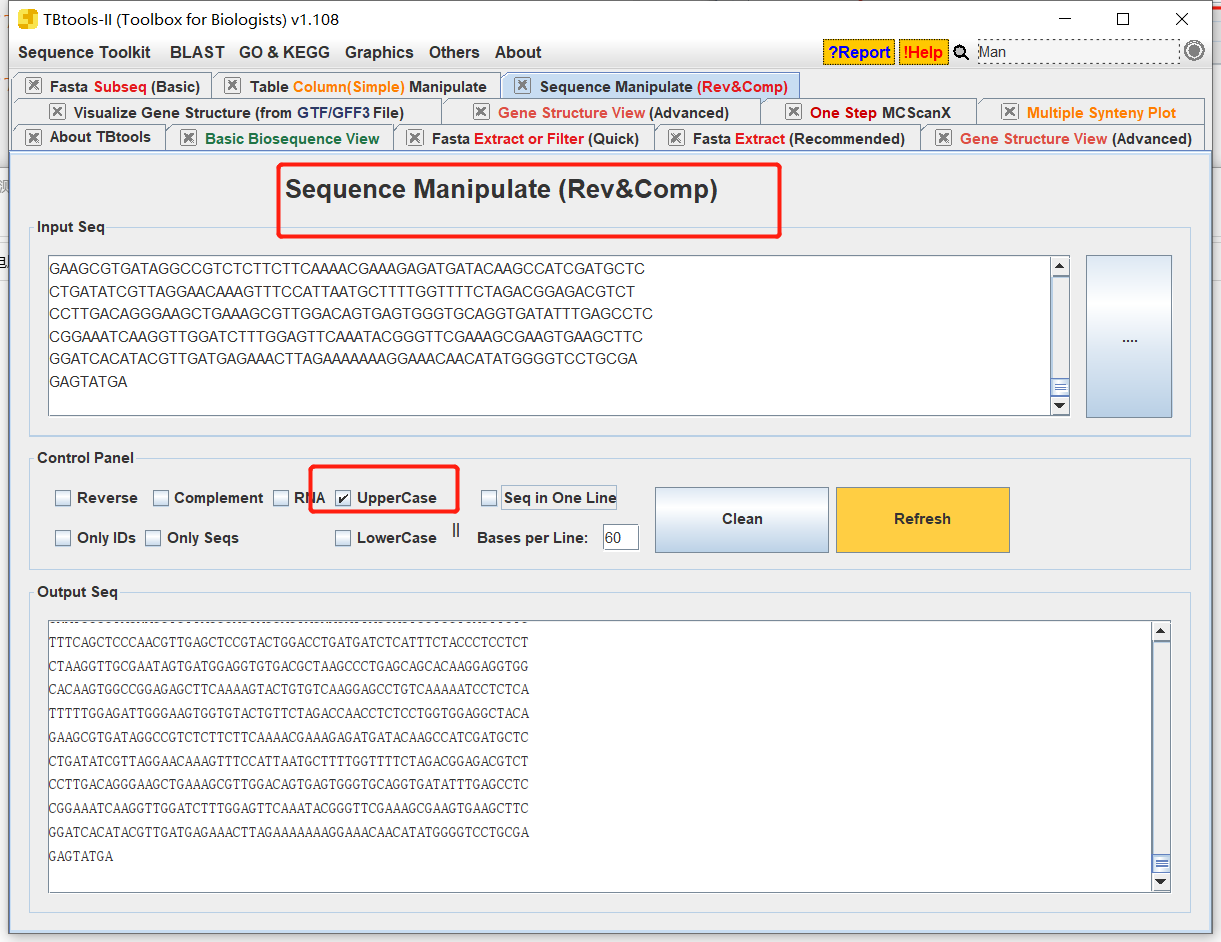 TBtools-II (Toolbox for Biologists) v1.108
Sequence Toolkit BLAST GO & KEGG Graphics Others About ?Report !Help Man
Fasta Subseq (Basic) Table Column(Simple) Manipulate Sequence Manipulate (Rev&Comp)
Visualize Gene Structure (from GTF/GFF3 File) Gene Structure View (Advanced) One Step MCScanX Multiple Synteny Plot
About TBtools Basic Biosequence View Fasta Extract or Filter (Quick) Fasta Extract (Recommended) Gene Structure View (Advanced)
Sequence Manipulate (Rev&Comp)
Input Seq
GAAGCGTGATAGGCCGTCTCTTCTTCAAAACGAAAGAGATGATACAAGCCATCGATGCTC
CTGATATCGTTAGGAACAAAGTTTCCATTAATGCTTTTGGTTTTCTAGACGGAGACGTCT
CCTTGACAGGGAAGCTGAAAGCGTTGGACAGTGAGTGGGTGCAGGTGATATTTGAGCCTC
CGGAAATCAAGGTTGGATCTTTGGAGTTCAAATACGGGTTCGAAAGCGAAGTGAAGCTTC
GGATCACATACGTTGATGAGAAACTTAGAAAAAAAGGAAACAACATATGGGGTCCTGCGA
GAGTATGA
....
Control Panel
Reverse Complement RNA UpperCase Seq in One Line
Only IDs Only Seqs LowerCase || Bases per Line: 60
Clean Refresh
Output Seq
TTTCAGCTCCCAACGTTGAGCTCCGTACTGGACCTGATGATCTCATTTCTACCCTCCTCT
CTAAGGTTGCGAATAGTGATGGAGGTGTGACGCTAAGCCCTGAGCAGCACAAGGAGGTGG
CACAAGTGGCCGGAGAGCTTCAAAAGTACTGTGTCAAGGAGCCTGTCAAAAATCCTCTCA
TTTTTGGAGATTGGGAAGTGGTGTACTGTTCTAGACCAACCTCTCCTGGTGGAGGCTACA
GAAGCGTGATAGGCCGTCTCTTCTTCAAAACGAAAGAGATGATACAAGCCATCGATGCTC
CTGATATCGTTAGGAACAAAGTTTCCATTAATGCTTTTGGTTTTCTAGACGGAGACGTCT
CCTTGACAGGGAAGCTGAAAGCGTTGGACAGTGAGTGGGTGCAGGTGATATTTGAGCCTC
CGGAAATCAAGGTTGGATCTTTGGAGTTCAAATACGGGTTCGAAAGCGAAGTGAAGCTTC
GGATCACATACGTTGATGAGAAACTTAGAAAAAAAGGAAACAACATATGGGGTCCTGCGA
GAGTATGA